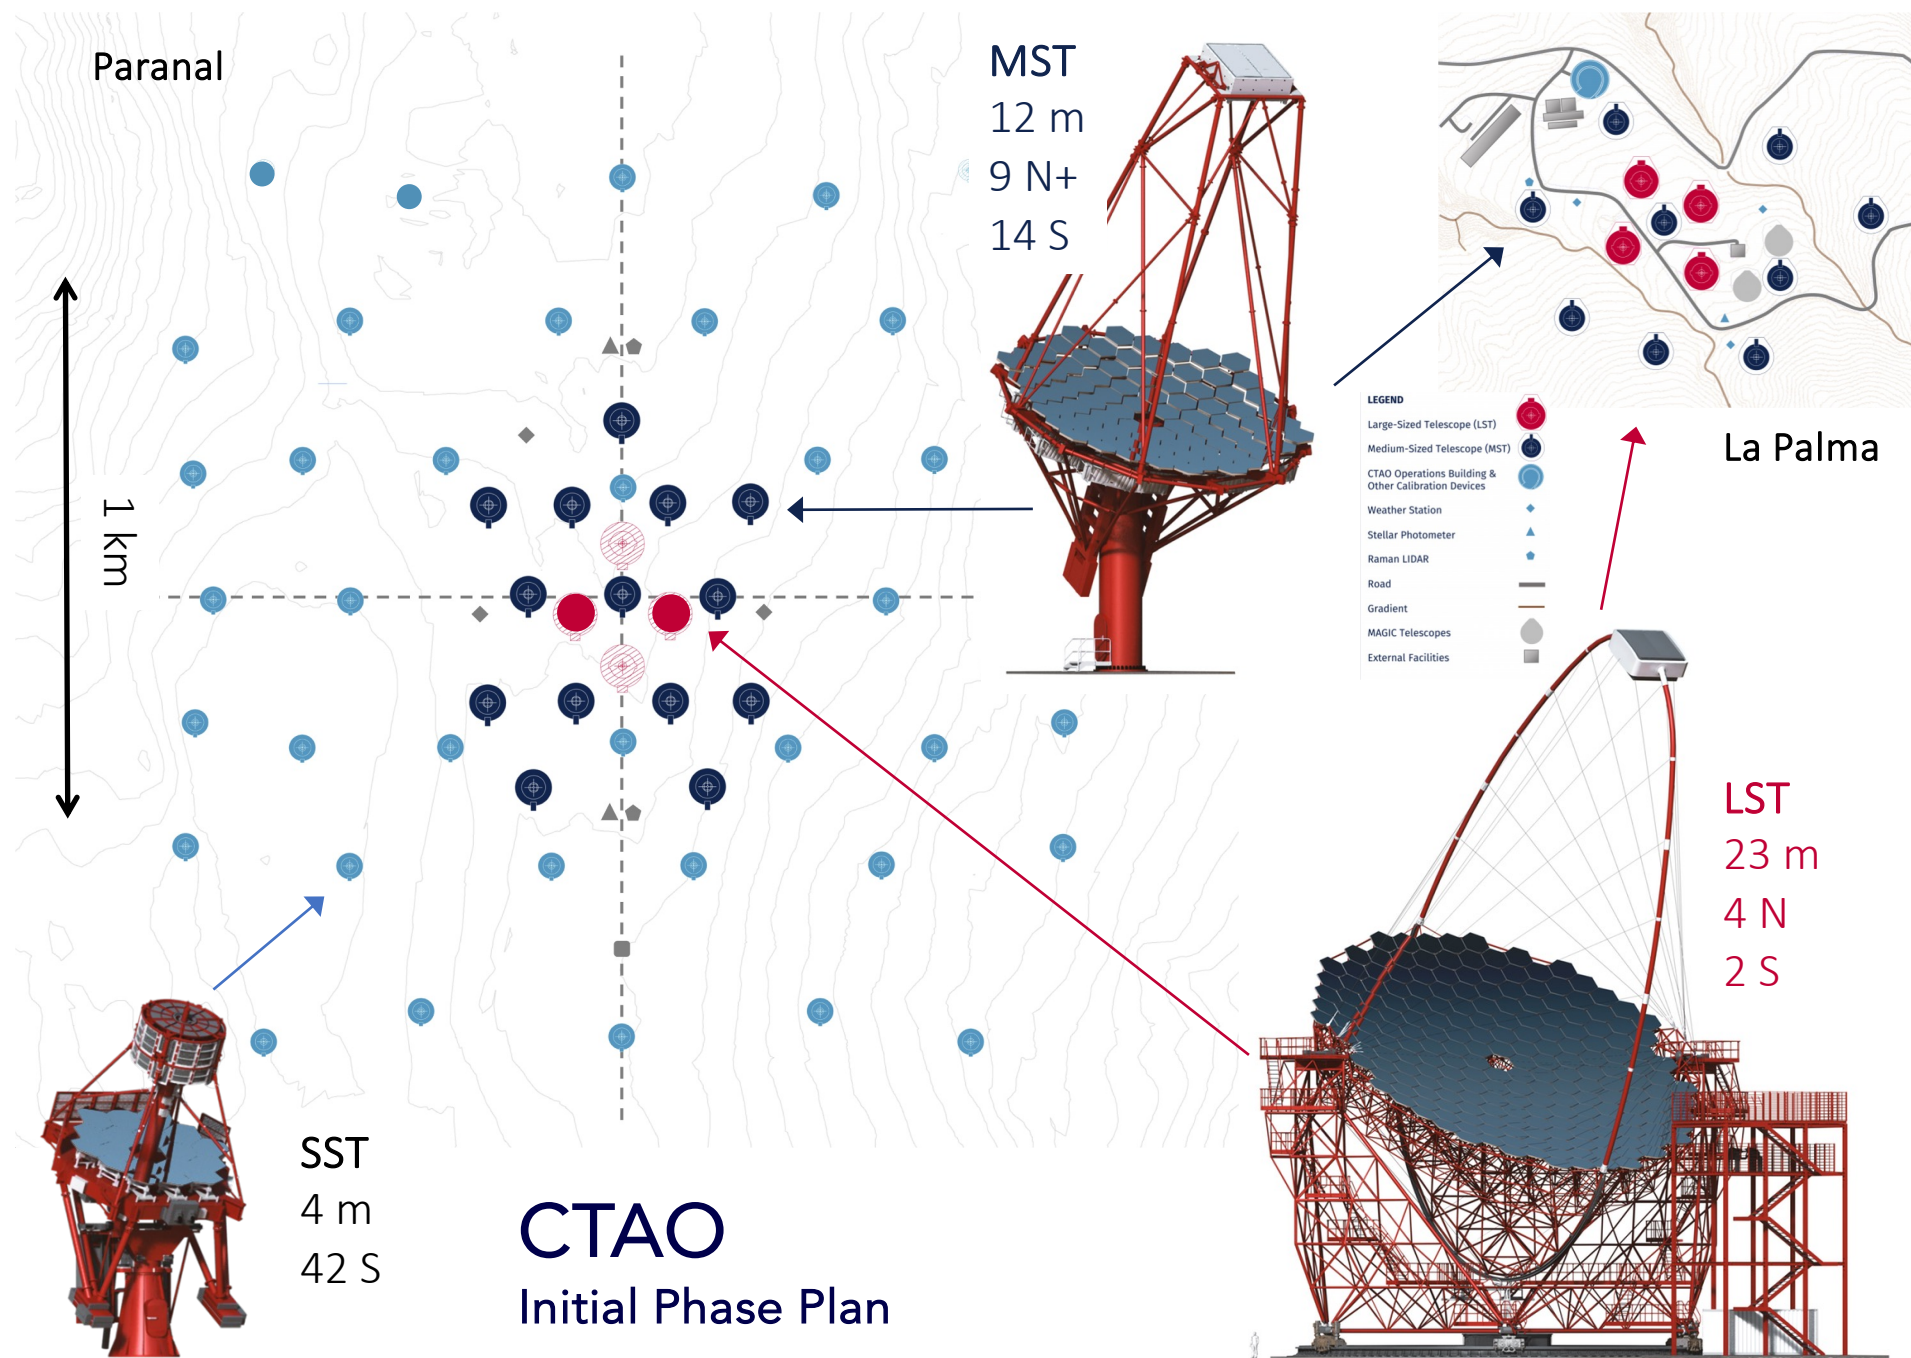 Paranal
1 km
MST
12 m
9 N+
14 S
La Palma
LEGEND
Large-Sized Telescope (LST)
Medium-Sized Telescope (MST)
CTAO Operations Building &
Other Calibration Devices
Weather Station
Stellar Photometer
Raman LIDAR
Road
Gradient
MAGIC Telescopes
External Facilities
LST
23 m
4 N
2 S
SST
4 m
42 S
CTAO
Initial Phase Plan